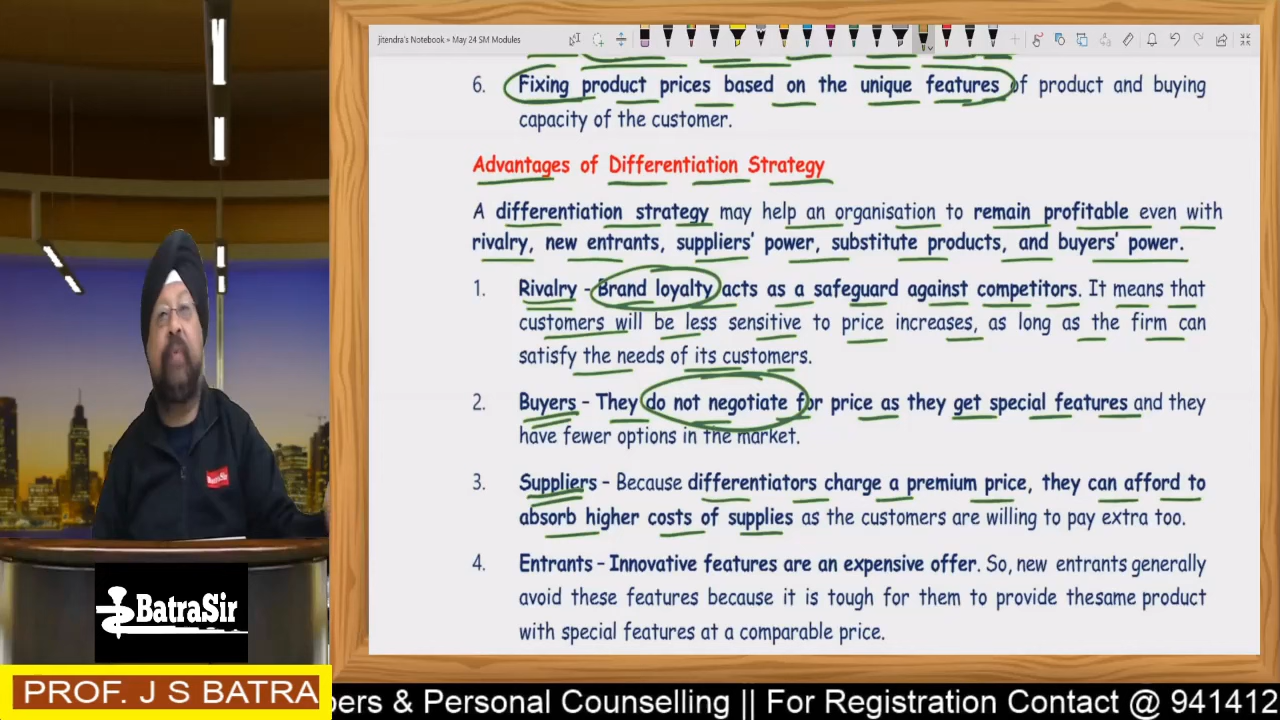 jitendra's Notebook » May 24 SM Modules
6. Fixing product prices based on the unique features of product and buying
capacity of the customer.
Advantages of Differentiation Strategy
A differentiation strategy may help an organisation to remain profitable even with
rivalry, new entrants, suppliers' power, substitute products, and buyers' power.
1. Rivalry - Brand loyalty acts as a safeguard against competitors. It means that
customers will be less sensitive to price increases, as long as the firm can
satisfy the needs of its customers.
2. Buyers - They do not negotiate for price as they get special features and they
have fewer options in the market.
3. Suppliers - Because differentiators charge a premium price, they can afford to
absorb higher costs of supplies as the customers are willing to pay extra too.
4. Entrants - Innovative features are an expensive offer. So, new entrants generally
avoid these features because it is tough for them to provide thesame product
with special features at a comparable price.
BatraSir
BatraSir
PROF. J S BATRA
pers & Personal Counselling || For Registration Contact @ 941412